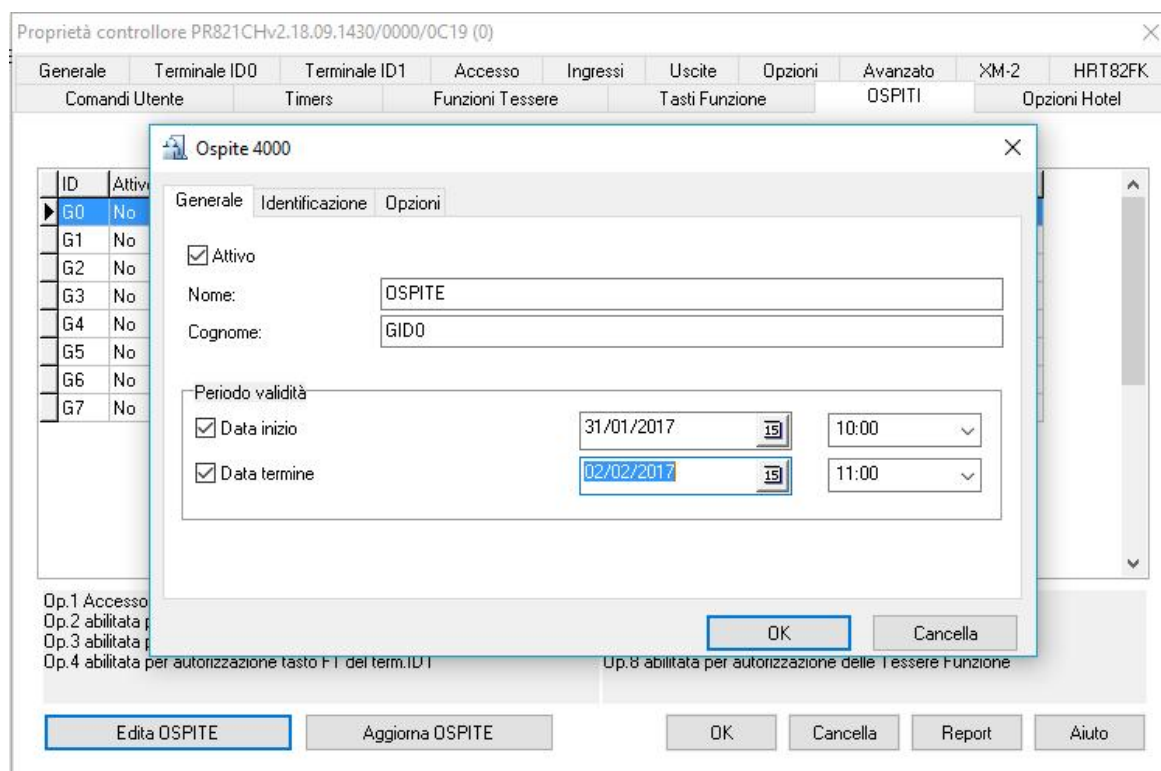 Proprietà controllore PR821CHv2.18.09.1430/0000/0C19 (0)
Generale Terminale ID0 Terminale ID1 Accesso Ingressi Uscite Opzioni Avanzato XM-2 HRT82FK
Comandi Utente Timers Funzioni Tessere Tasti Funzione OSPITI Opzioni Hotel
Ospite 4000
Generale Identificazione Opzioni
ID
G0 No
G1 No
G2 No
G3 No
G4 No
G5 No
G6 No
G7 No
Attivo
Nome: OSPITE
Cognome: GID0
Periodo validità
Data inizio 31/01/2017 15 10:00
Data termine 02/02/2017 15 11:00
OK Cancella
Op.1 Accesso
Op.2 abilitata
Op.3 abilitata
Op.4 abilitata per autorizzazione tasto F1 del term.ID1
Op.8 abilitata per autorizzazione delle Tessere Funzione
Edita OSPITE Aggiorna OSPITE OK Cancella Report Aiuto